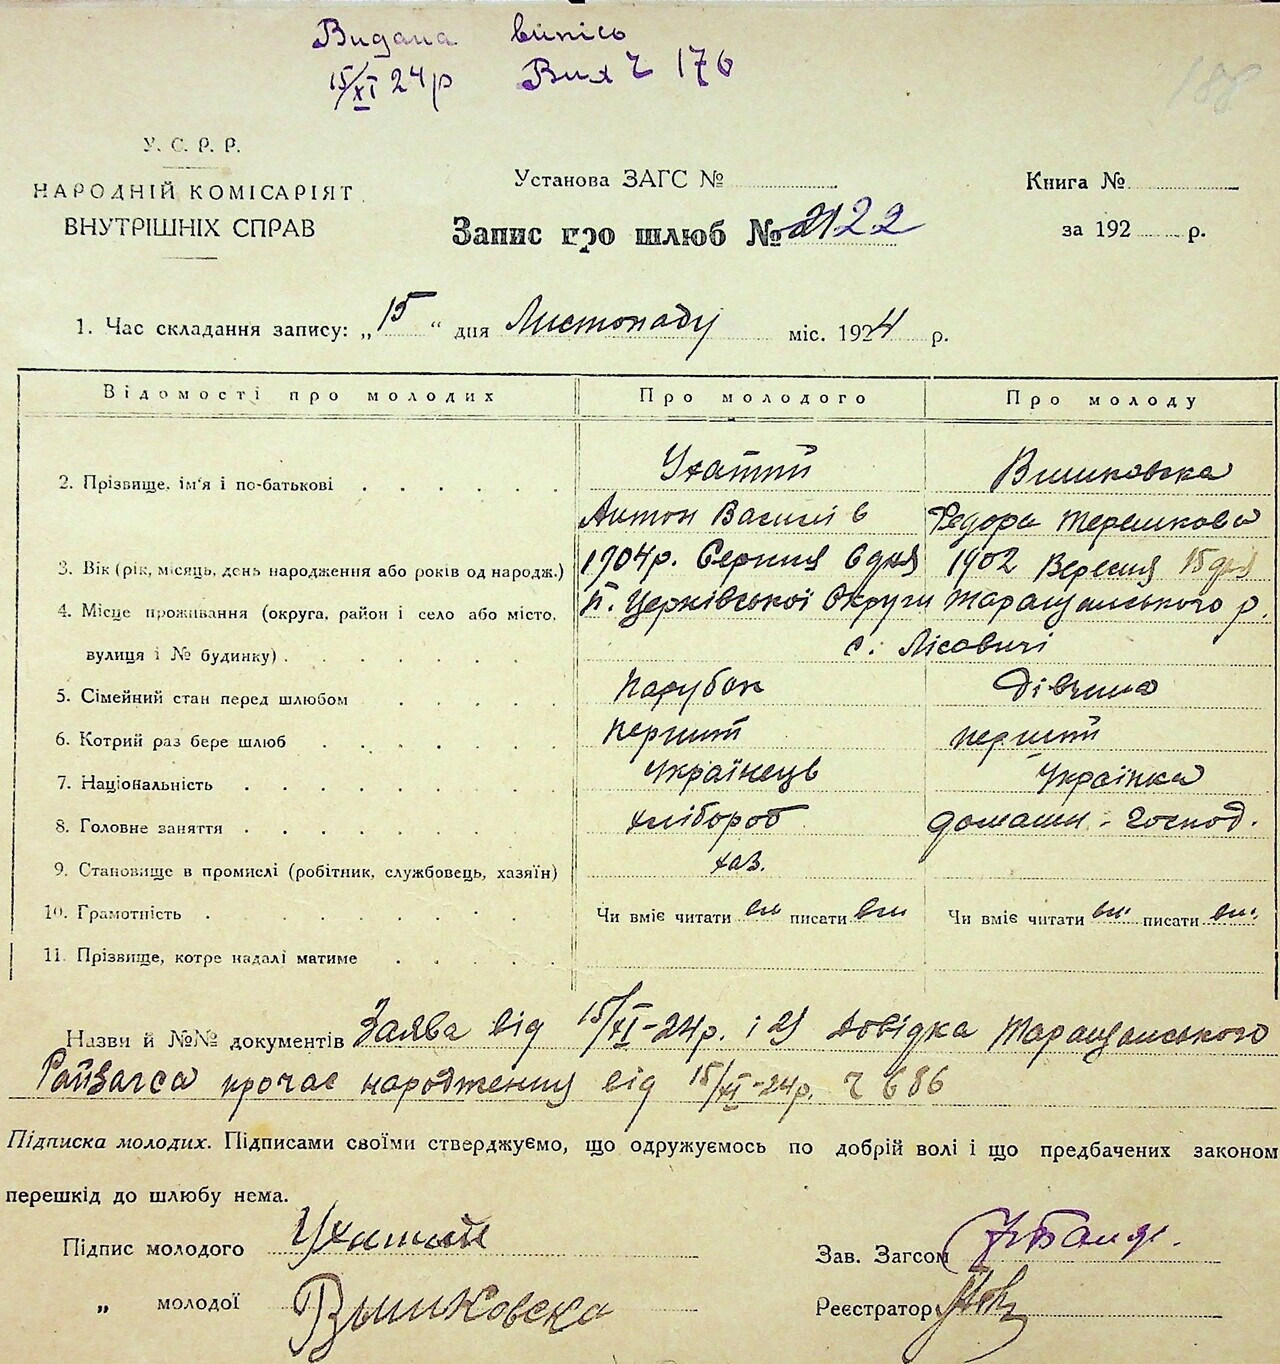 Видана випісь
15/XI 24р Вих Ч 176
188
У. С. Р. Р.
НАРОДНІЙ КОМІСАРІЯТ
ВНУТРІШНІХ СПРАВ
Установа ЗАГС №
Книга №
Запис про шлюб № 2122
за 192 р.
1. Час складання запису: „15“ дня Листопаду міс. 1924 р.
Відомості про молодих Про молодого Про молоду
2. Прізвище, ім'я і по-батькові Ухатий Вишковська
Антон Василів Федора Терешкова
3. Вік (рік, місяць, день народження або років од народж.) 1904р. Серпня 6 дня 1902 Вересня 15 дня
4. Місце проживання (округа, район і село або місто, Б. Церківської Округи Таращанського р.
вулиця і № будинку) с. Лісовичі
5. Сімейний стан перед шлюбом Парубок Дівчина
6. Котрий раз бере шлюб перший перший
7. Національність Українець Українка
8. Головне заняття хлібороб домашн. господ.
9. Становище в промислі (робітник, службовець, хазяїн) хаз.
10. Грамотність Чи вміє читати вм писати вм Чи вміє читати вм. писати вм.
11. Прізвище, котре надалі матиме
Назви й №№ документів Заява від 15/XI-24р. і 2) Довідка Таращанського
РайЗагса прочас народження від 15/XI-24р. Ч 686
Підписка молодих. Підписами своїми стверджуємо, що одружуємось по добрій волі і що предбачених законом
перешкід до шлюбу нема.
Підпис молодого Ухатий
Зав. Загсом
„ молодої Вышковска
Реєстратор